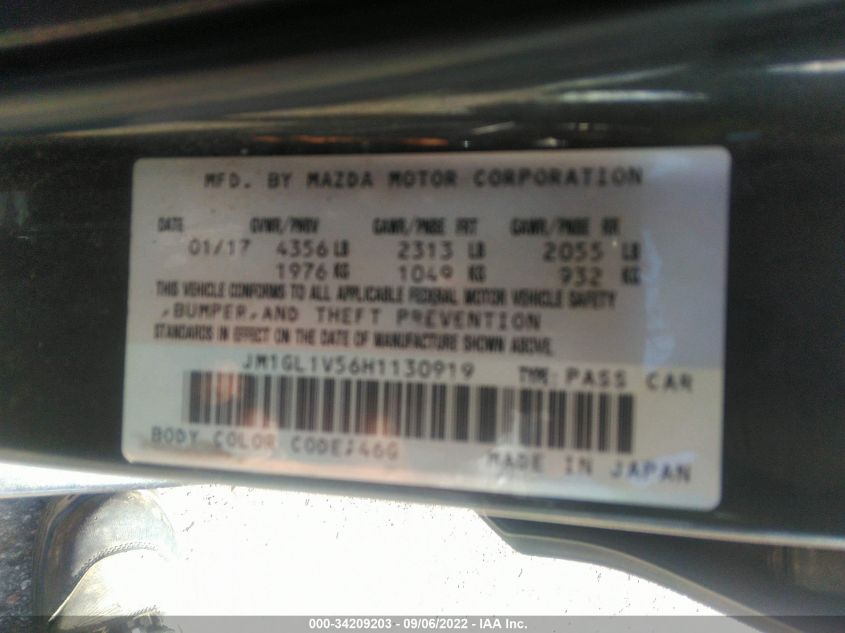 MFD. BY MAZDA MOTOR CORPORATION
DATE GVWR/PNBV GAWR/PNBE FRT GAWR/PNBE RR
01/17 4356 LB 2313 LB 2055 LB
1976 KG 1049 KG 932 KG
THIS VEHICLE CONFORMS TO ALL APPLICABLE FEDERAL MOTOR VEHICLE SAFETY
,BUMPER,AND THEFT PREVENTION
STANDARDS IN EFFECT ON THE DATE OF MANUFACTURE SHOWN ABOVE.
JM1GL1V56H1130919 TYPE: PASS CAR
BODY COLOR CODE:46G
MADE IN JAPAN
000-34209203 - 09/06/2022 - IAA Inc.